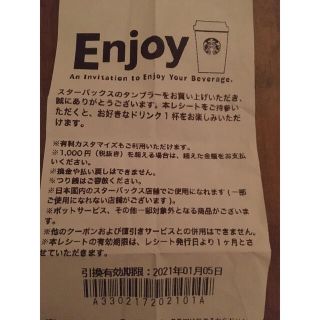 Enjoy
An Invitation to Enjoy Your Beverage.
スターバックスのタンブラーをお買い上げいただき、
誠にありがとうございます。本レシートをご持参い
ただくと、お好きなドリンク1杯をお楽しみいただ
けます。
※有料カスタマイズもご利用いただけます。
※1,000円（税抜き）を超える場合は、超えた金額をお支払
いください。
※換金や払い戻しはできません。
※つり銭はご容赦ください。
※日本国内のスターバックス店舗でご使用になれます（一部
ご使用になれない店舗がございます）。
※ポットサービス、その他一部対象外となる商品がございま
す。
※他のクーポンおよび値引きサービスとの併用はできません。
※本レシートの有効期限は、レシート発行日より1ヶ月とさ
せていただきます。
引換有効期限：2021年01月05日
A330217202101A